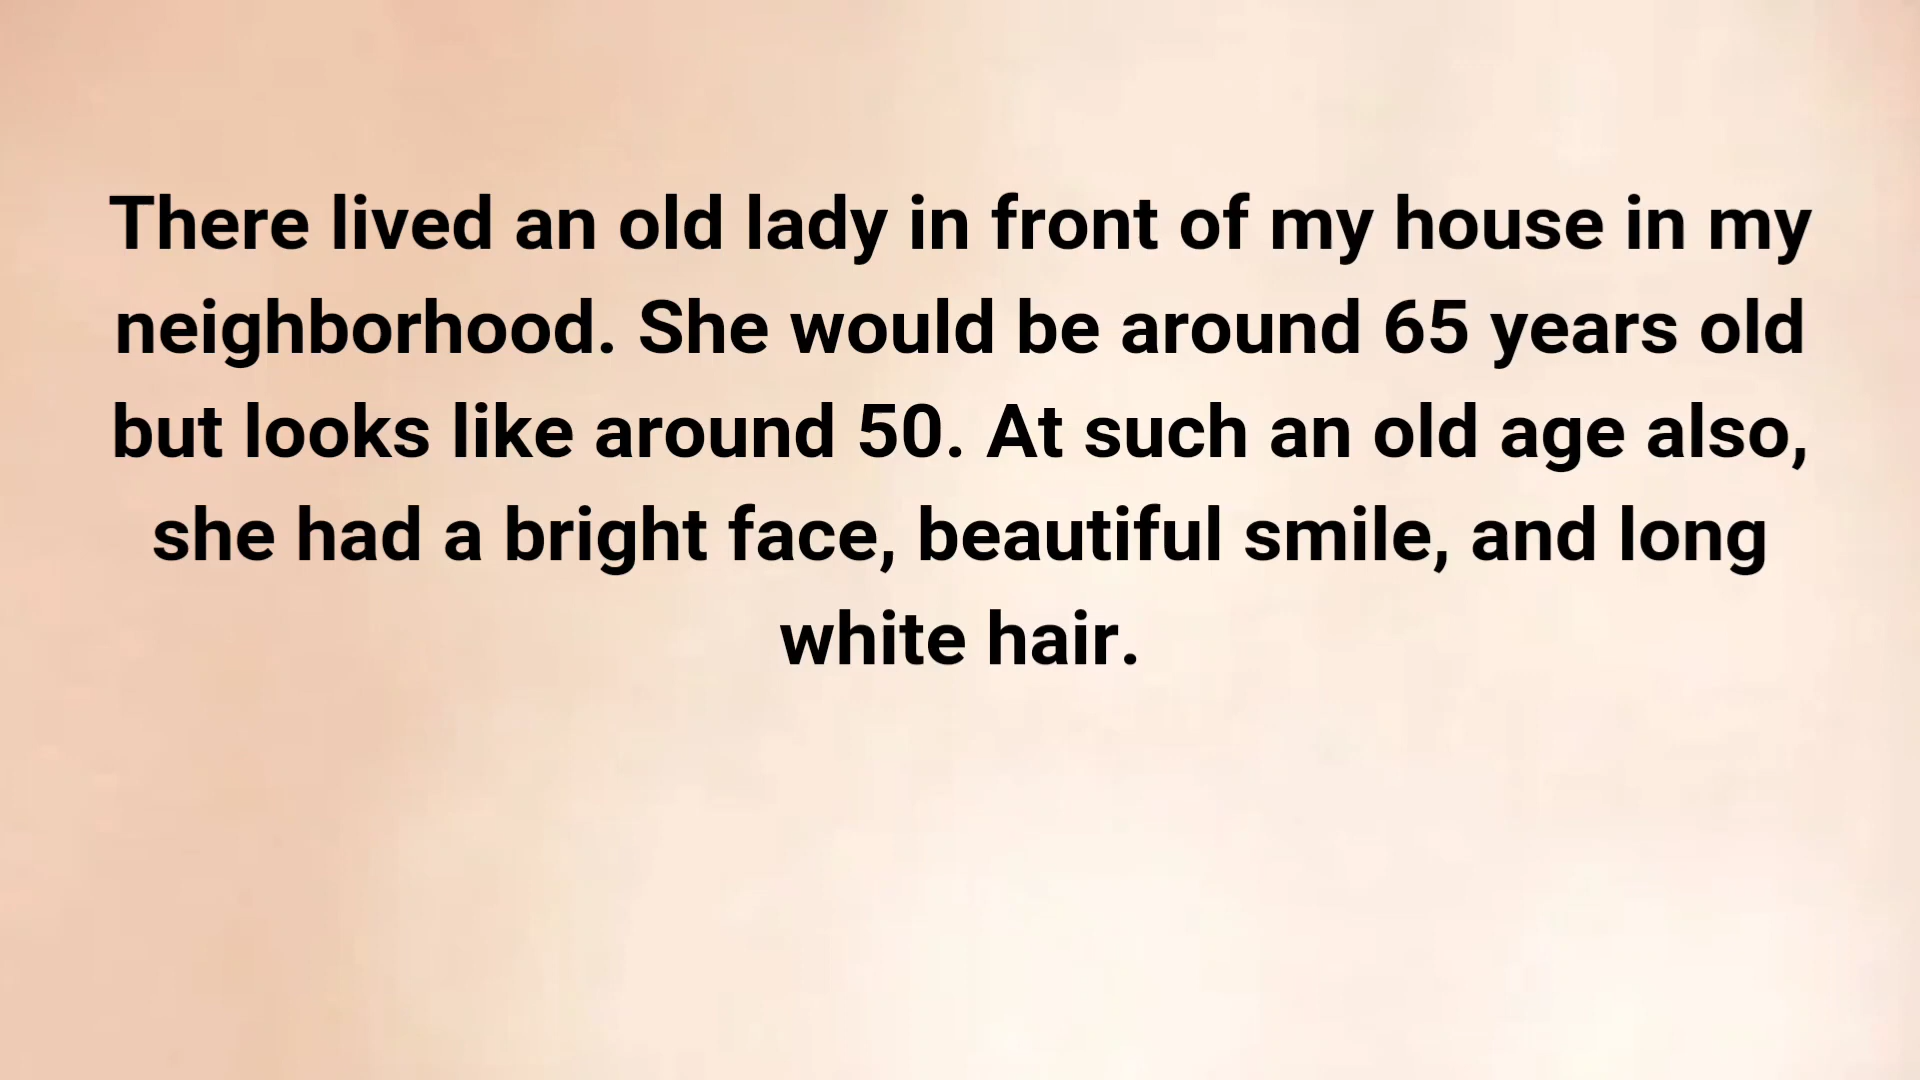 There lived an old lady in front of my house in my
neighborhood. She would be around 65 years old
but looks like around 50. At such an old age also,
she had a bright face, beautiful smile, and long
white hair.